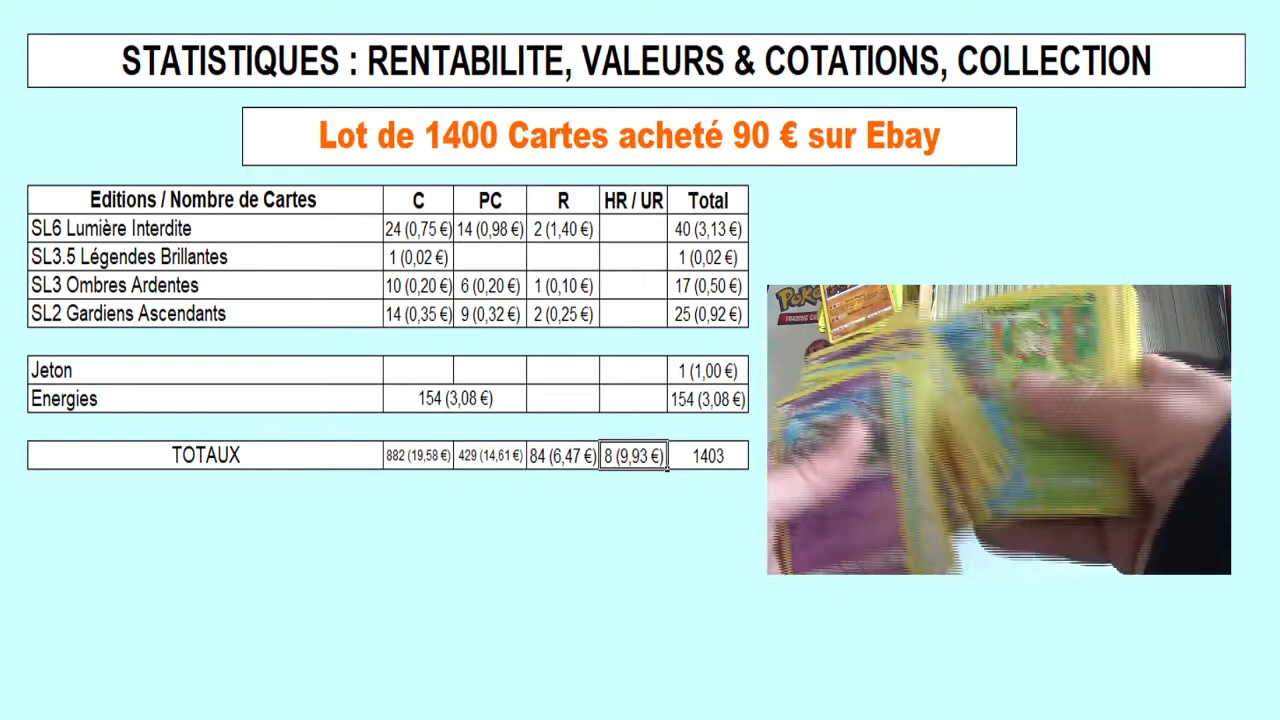 STATISTIQUES : RENTABILITE, VALEURS & COTATIONS, COLLECTION
Lot de 1400 Cartes acheté 90 € sur Ebay
Editions / Nombre de Cartes C PC R HR / UR Total
SL6 Lumière Interdite 24 (0,75 €) 14 (0,98 €) 2 (1,40 €) 40 (3,13 €)
SL3.5 Légendes Brillantes 1 (0,02 €) 1 (0,02 €)
SL3 Ombres Ardentes 10 (0,20 €) 6 (0,20 €) 1 (0,10 €) 17 (0,50 €)
SL2 Gardiens Ascendants 14 (0,35 €) 9 (0,32 €) 2 (0,25 €) 25 (0,92 €)
Jeton 1 (1,00 €)
Energies 154 (3,08 €) 154 (3,08 €)
TOTAUX 882 (19,58 €) 429 (14,61 €) 84 (6,47 €) 8 (9,93 €) 1403